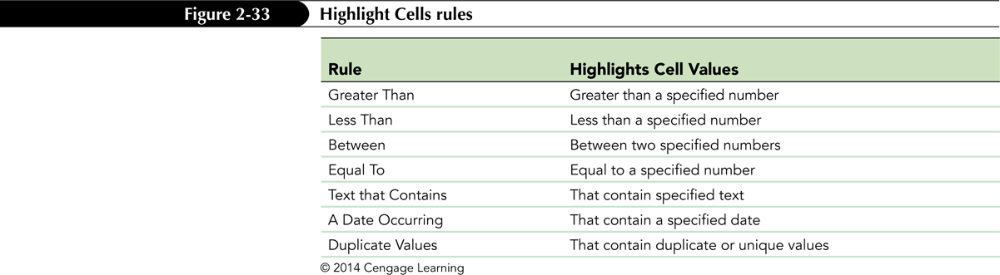 Figure 2-33 Highlight Cells rules
Rule Highlights Cell Values
Greater Than Greater than a specified number
Less Than Less than a specified number
Between Between two specified numbers
Equal To Equal to a specified number
Text that Contains That contain specified text
A Date Occurring That contain a specified date
Duplicate Values That contain duplicate or unique values
© 2014 Cengage Learning